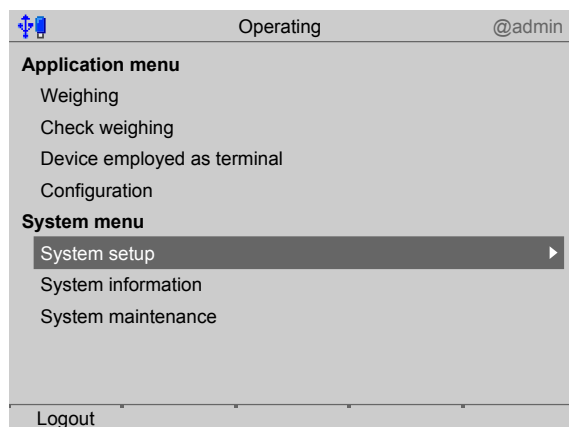 Operating @admin
Application menu
Weighing
Check weighing
Device employed as terminal
Configuration
System menu
System setup
System information
System maintenance
Logout